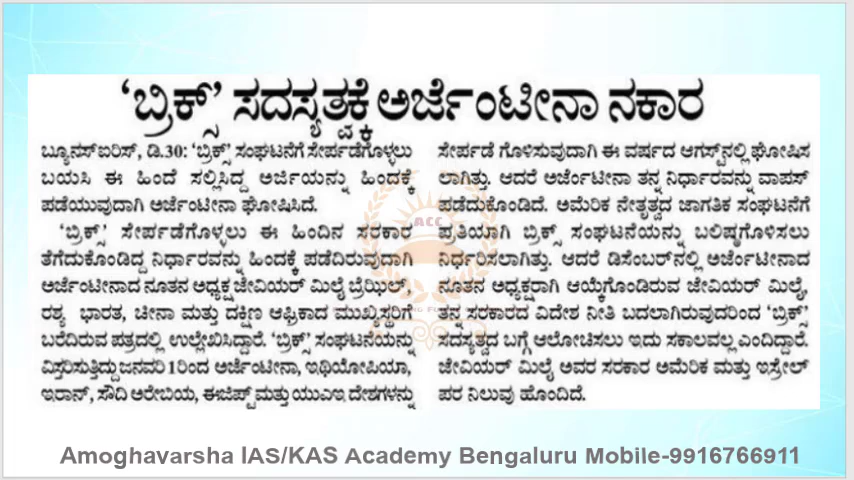 'ಬ್ರಿಕ್ಸ್' ಸದಸ್ಯತ್ವಕ್ಕೆ ಅರ್ಜೆಂಟೀನಾ ನಕಾರ
ಬ್ಯೂನಸ್‌ಐರಿಸ್, ಡಿ.30: 'ಬ್ರಿಕ್ಸ್' ಸಂಘಟನೆಗೆ ಸೇರ್ಪಡೆಗೊಳ್ಳಲು
ಬಯಸಿ ಈ ಹಿಂದೆ ಸಲ್ಲಿಸಿದ್ದ ಅರ್ಜಿಯನ್ನು ಹಿಂದಕ್ಕೆ
ಪಡೆಯುವುದಾಗಿ ಅರ್ಜೆಂಟೀನಾ ಘೋಷಿಸಿದೆ.
'ಬ್ರಿಕ್ಸ್' ಸೇರ್ಪಡೆಗೊಳ್ಳಲು ಈ ಹಿಂದಿನ ಸರಕಾರ
ತೆಗೆದುಕೊಂಡಿದ್ದ ನಿರ್ಧಾರವನ್ನು ಹಿಂದಕ್ಕೆ ಪಡೆದಿರುವುದಾಗಿ
ಅರ್ಜೆಂಟೀನಾದ ನೂತನ ಅಧ್ಯಕ್ಷ ಜೇವಿಯರ್ ಮಿಲೈ ಬ್ರೆಝಿಲ್,
ರಶ್ಯ ಭಾರತ, ಚೀನಾ ಮತ್ತು ದಕ್ಷಿಣ ಆಫ್ರಿಕಾದ ಮುಖ್ಯಸ್ಥರಿಗೆ
ಬರೆದಿರುವ ಪತ್ರದಲ್ಲಿ ಉಲ್ಲೇಖಿಸಿದ್ದಾರೆ. 'ಬ್ರಿಕ್ಸ್' ಸಂಘಟನೆಯನ್ನು
ವಿಸ್ತರಿಸುತ್ತಿದ್ದು ಜನವರಿ 1ರಿಂದ ಅರ್ಜೆಂಟೀನಾ, ಇಥಿಯೋಪಿಯಾ,
ಇರಾನ್, ಸೌದಿ ಅರೇಬಿಯ, ಈಜಿಪ್ಟ್ ಮತ್ತು ಯುಎಇ ದೇಶಗಳನ್ನು
ಸೇರ್ಪಡೆ ಗೊಳಿಸುವುದಾಗಿ ಈ ವರ್ಷದ ಆಗಸ್ಟ್‌ನಲ್ಲಿ ಘೋಷಿಸ
ಲಾಗಿತ್ತು. ಆದರೆ ಅರ್ಜೆಂಟೀನಾ ತನ್ನ ನಿರ್ಧಾರವನ್ನು ವಾಪಸ್
ಪಡೆದುಕೊಂಡಿದೆ. ಅಮೆರಿಕ ನೇತೃತ್ವದ ಜಾಗತಿಕ ಸಂಘಟನೆಗೆ
ಪ್ರತಿಯಾಗಿ ಬ್ರಿಕ್ಸ್ ಸಂಘಟನೆಯನ್ನು ಬಲಿಷ್ಠಗೊಳಿಸಲು
ನಿರ್ಧರಿಸಲಾಗಿತ್ತು. ಆದರೆ ಡಿಸೆಂಬರ್‌ನಲ್ಲಿ ಅರ್ಜೆಂಟೀನಾದ
ನೂತನ ಅಧ್ಯಕ್ಷರಾಗಿ ಆಯ್ಕೆಗೊಂಡಿರುವ ಜೇವಿಯರ್ ಮಿಲೈ,
ತನ್ನ ಸರಕಾರದ ವಿದೇಶ ನೀತಿ ಬದಲಾಗಿರುವುದರಿಂದ 'ಬ್ರಿಕ್ಸ್'
ಸದಸ್ಯತ್ವದ ಬಗ್ಗೆ ಆಲೋಚಿಸಲು ಇದು ಸಕಾಲವಲ್ಲ ಎಂದಿದ್ದಾರೆ.
ಜೇವಿಯರ್ ಮಿಲೈ ಅವರ ಸರಕಾರ ಅಮೆರಿಕ ಮತ್ತು ಇಸ್ರೇಲ್
ಪರ ನಿಲುವು ಹೊಂದಿದೆ.
ACC
Amoghavarsha IAS/KAS Academy Bengaluru Mobile-9916766911